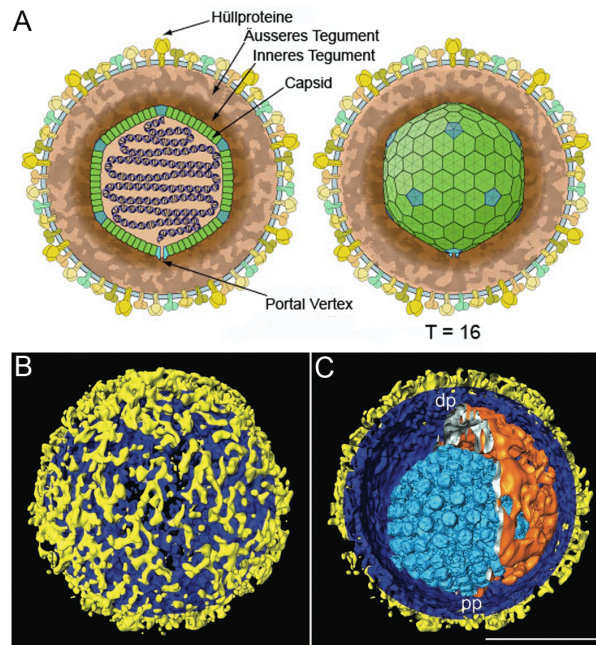 A
Hüllproteine
Äusseres Tegument
Inneres Tegument
Capsid
Portal Vertex
T = 16
B
C
dp
pp